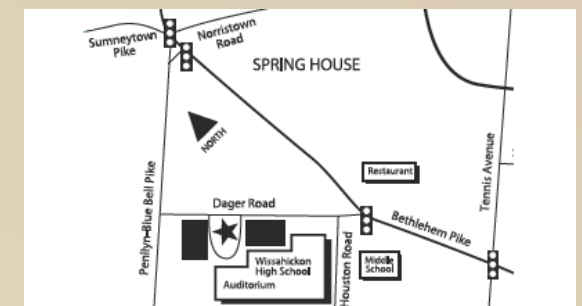 Sumneytown
Pike
Norristown
Road
SPRING HOUSE
NORTH
Penllyn-Blue Bell Pike
Restaurant
Tennis Avenue
Dager Road
Bethlehem Pike
Wissahickon
High School
Auditorium
Houston Road
Middle
School